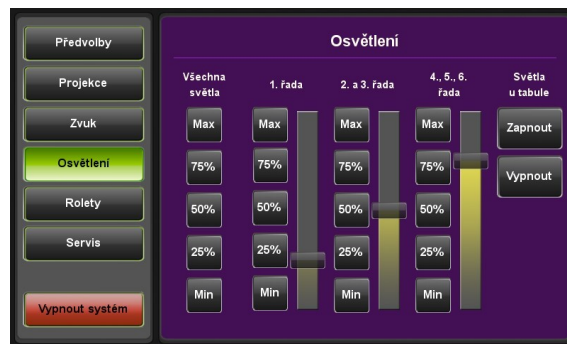 Předvolby
Projekce
Zvuk
Osvětlení
Rolety
Servis
Vypnout systém
Osvětlení
Všechna
světla
1. řada
2. a 3. řada
4., 5., 6.
řada
Světla
u tabule
Max
Max
Max
Max
Zapnout
75%
75%
75%
75%
Vypnout
50%
50%
50%
50%
25%
25%
25%
25%
Min
Min
Min
Min